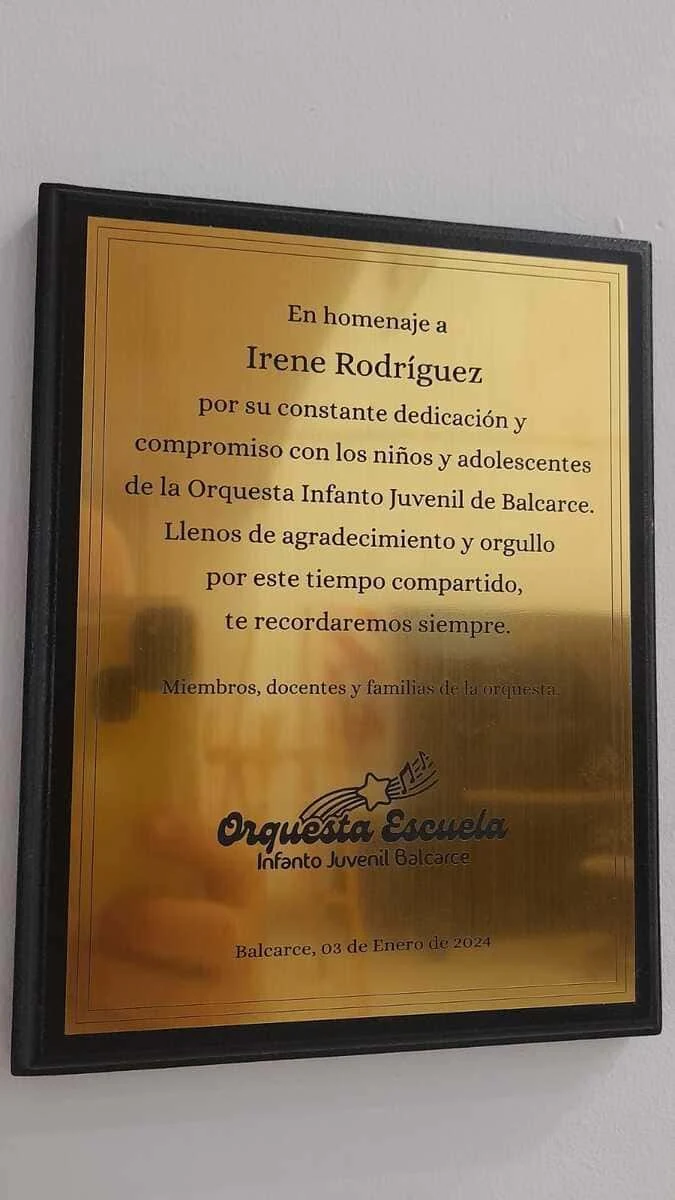 En homenaje a
Irene Rodríguez
por su constante dedicación y
compromiso con los niños y adolescentes
de la Orquesta Infanto Juvenil de Balcarce.
Llenos de agradecimiento y orgullo
por este tiempo compartido,
te recordaremos siempre.
Miembros, docentes y familias de la orquesta.
Orquesta Escuela
Infanto Juvenil Balcarce
Balcarce, 03 de Enero de 2024